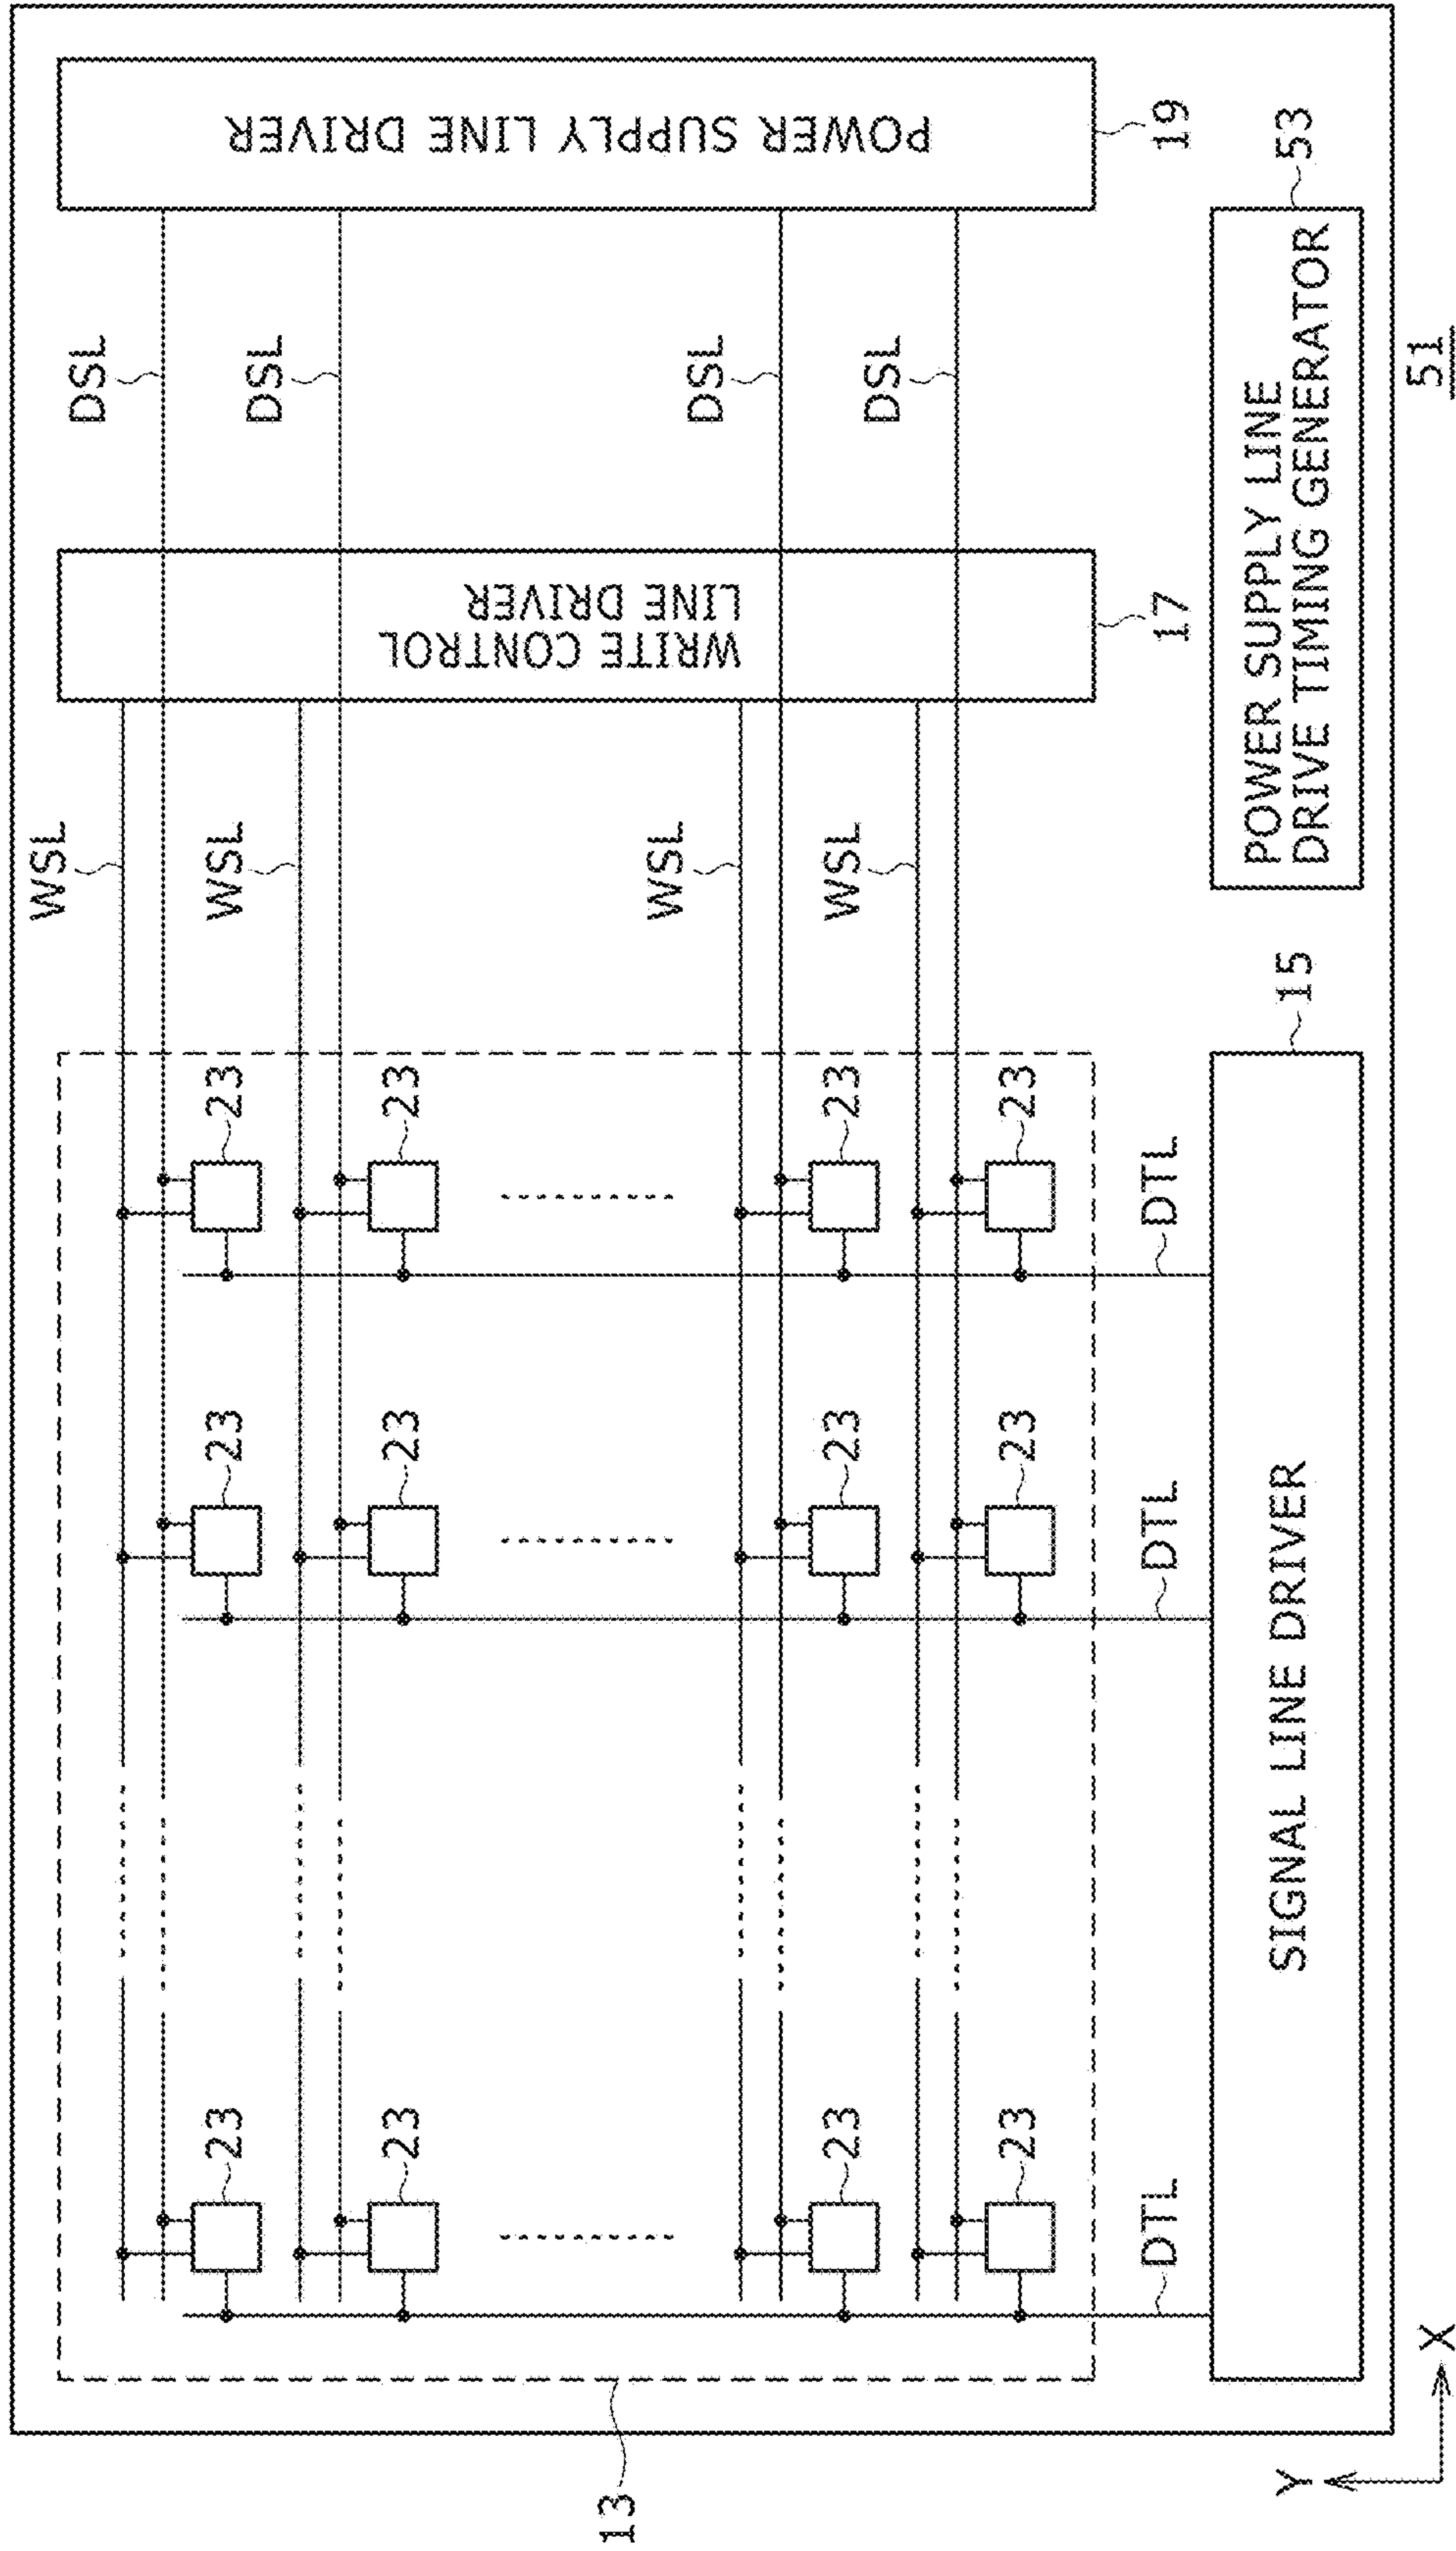 DSL
DSL
DSL
DSL
POWER SUPPLY LINE DRIVER
19
WSL
WSL
WSL
WSL
WRITE CONTROL
LINE DRIVER
17
23
23
23
23
23
23
23
23
23
23
23
23
13
DTL
DTL
DTL
SIGNAL LINE DRIVER
15
POWER SUPPLY LINE
DRIVE TIMING GENERATOR
53
51
Y
X